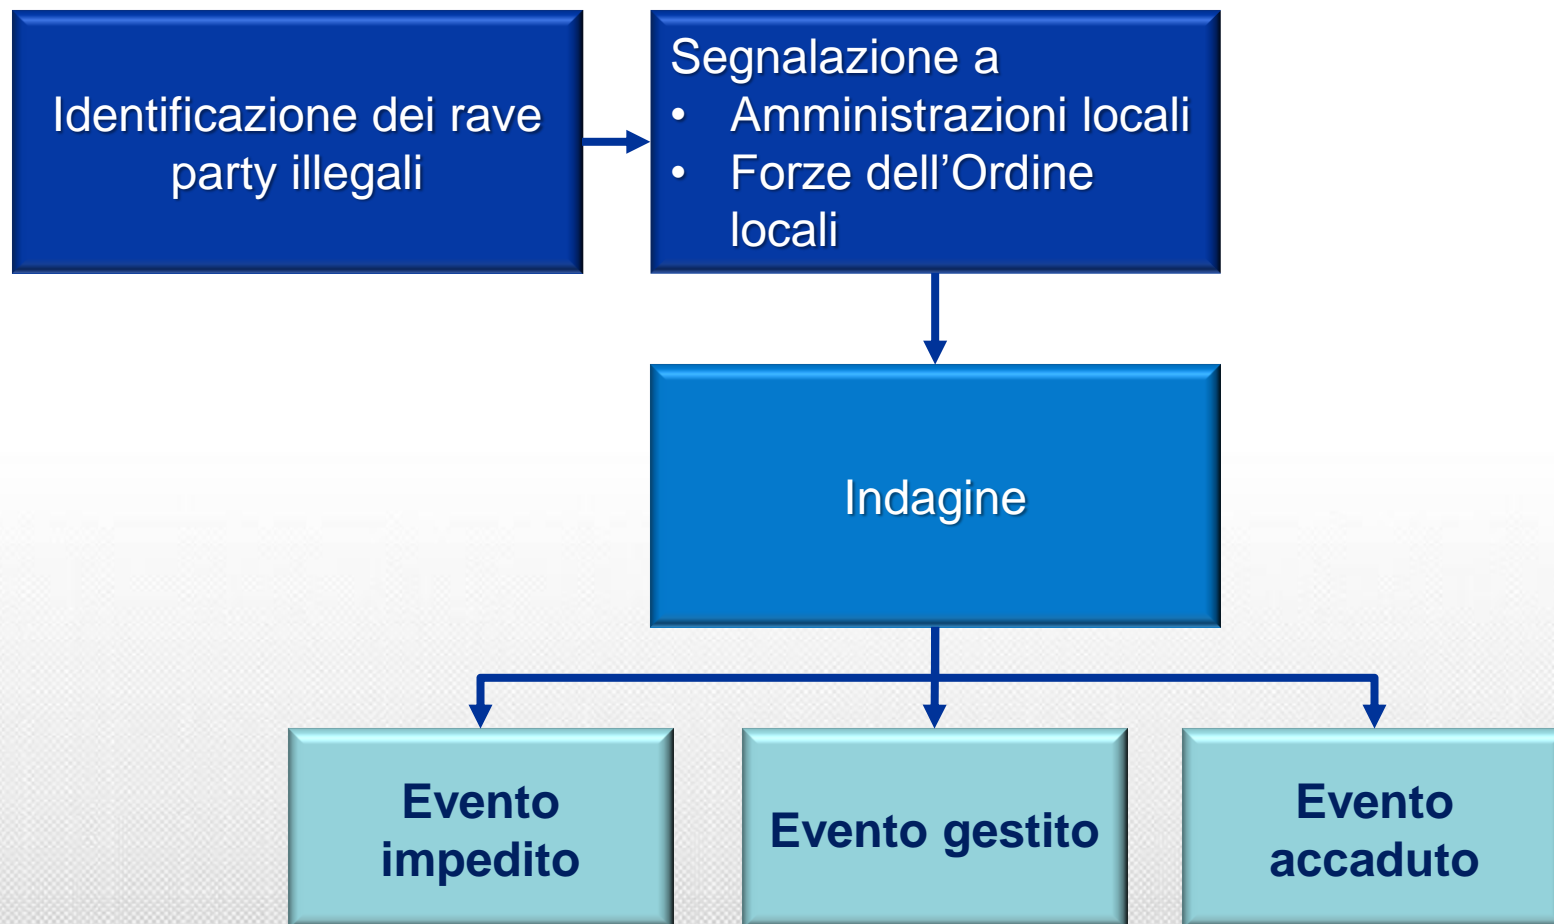 Identificazione dei rave
party illegali
Segnalazione a
• Amministrazioni locali
• Forze dell’Ordine
locali
Indagine
Evento
impedito
Evento gestito
Evento
accaduto